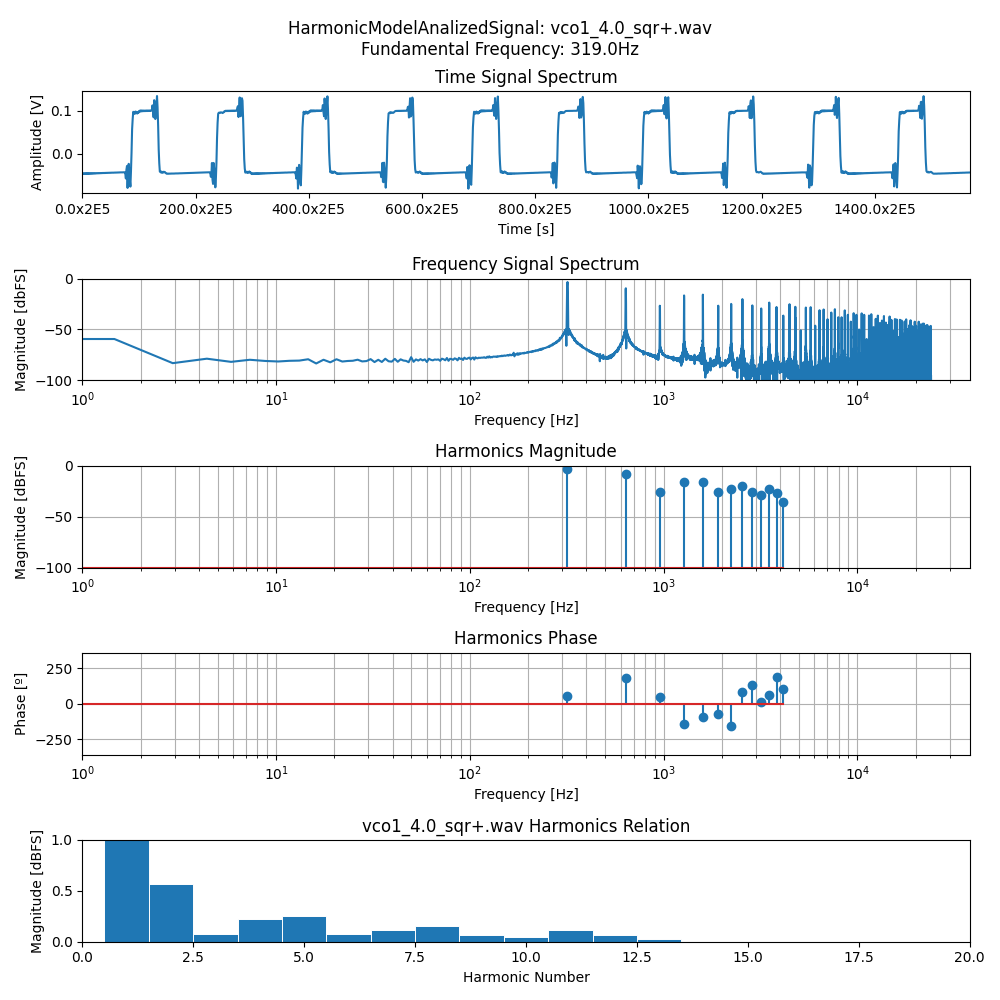 HarmonicModelAnalizedSignal: vco1_4.0_sqr+.wav
Fundamental Frequency: 319.0Hz
Time Signal Spectrum
Amplitude [V]
0.1
0.0
0.0x2E5 200.0x2E5 400.0x2E5 600.0x2E5 800.0x2E5 1000.0x2E5 1200.0x2E5 1400.0x2E5
Time [s]
Frequency Signal Spectrum
Magnitude [dbFS]
0
−50
−100
10⁰ 10¹ 10² 10³ 10⁴
Frequency [Hz]
Harmonics Magnitude
Magnitude [dBFS]
0
−50
−100
10⁰ 10¹ 10² 10³ 10⁴
Frequency [Hz]
Harmonics Phase
Phase [º]
250
0
−250
10⁰ 10¹ 10² 10³ 10⁴
Frequency [Hz]
vco1_4.0_sqr+.wav Harmonics Relation
Magnitude [dBFS]
1.0
0.5
0.0
0.0 2.5 5.0 7.5 10.0 12.5 15.0 17.5 20.0
Harmonic Number